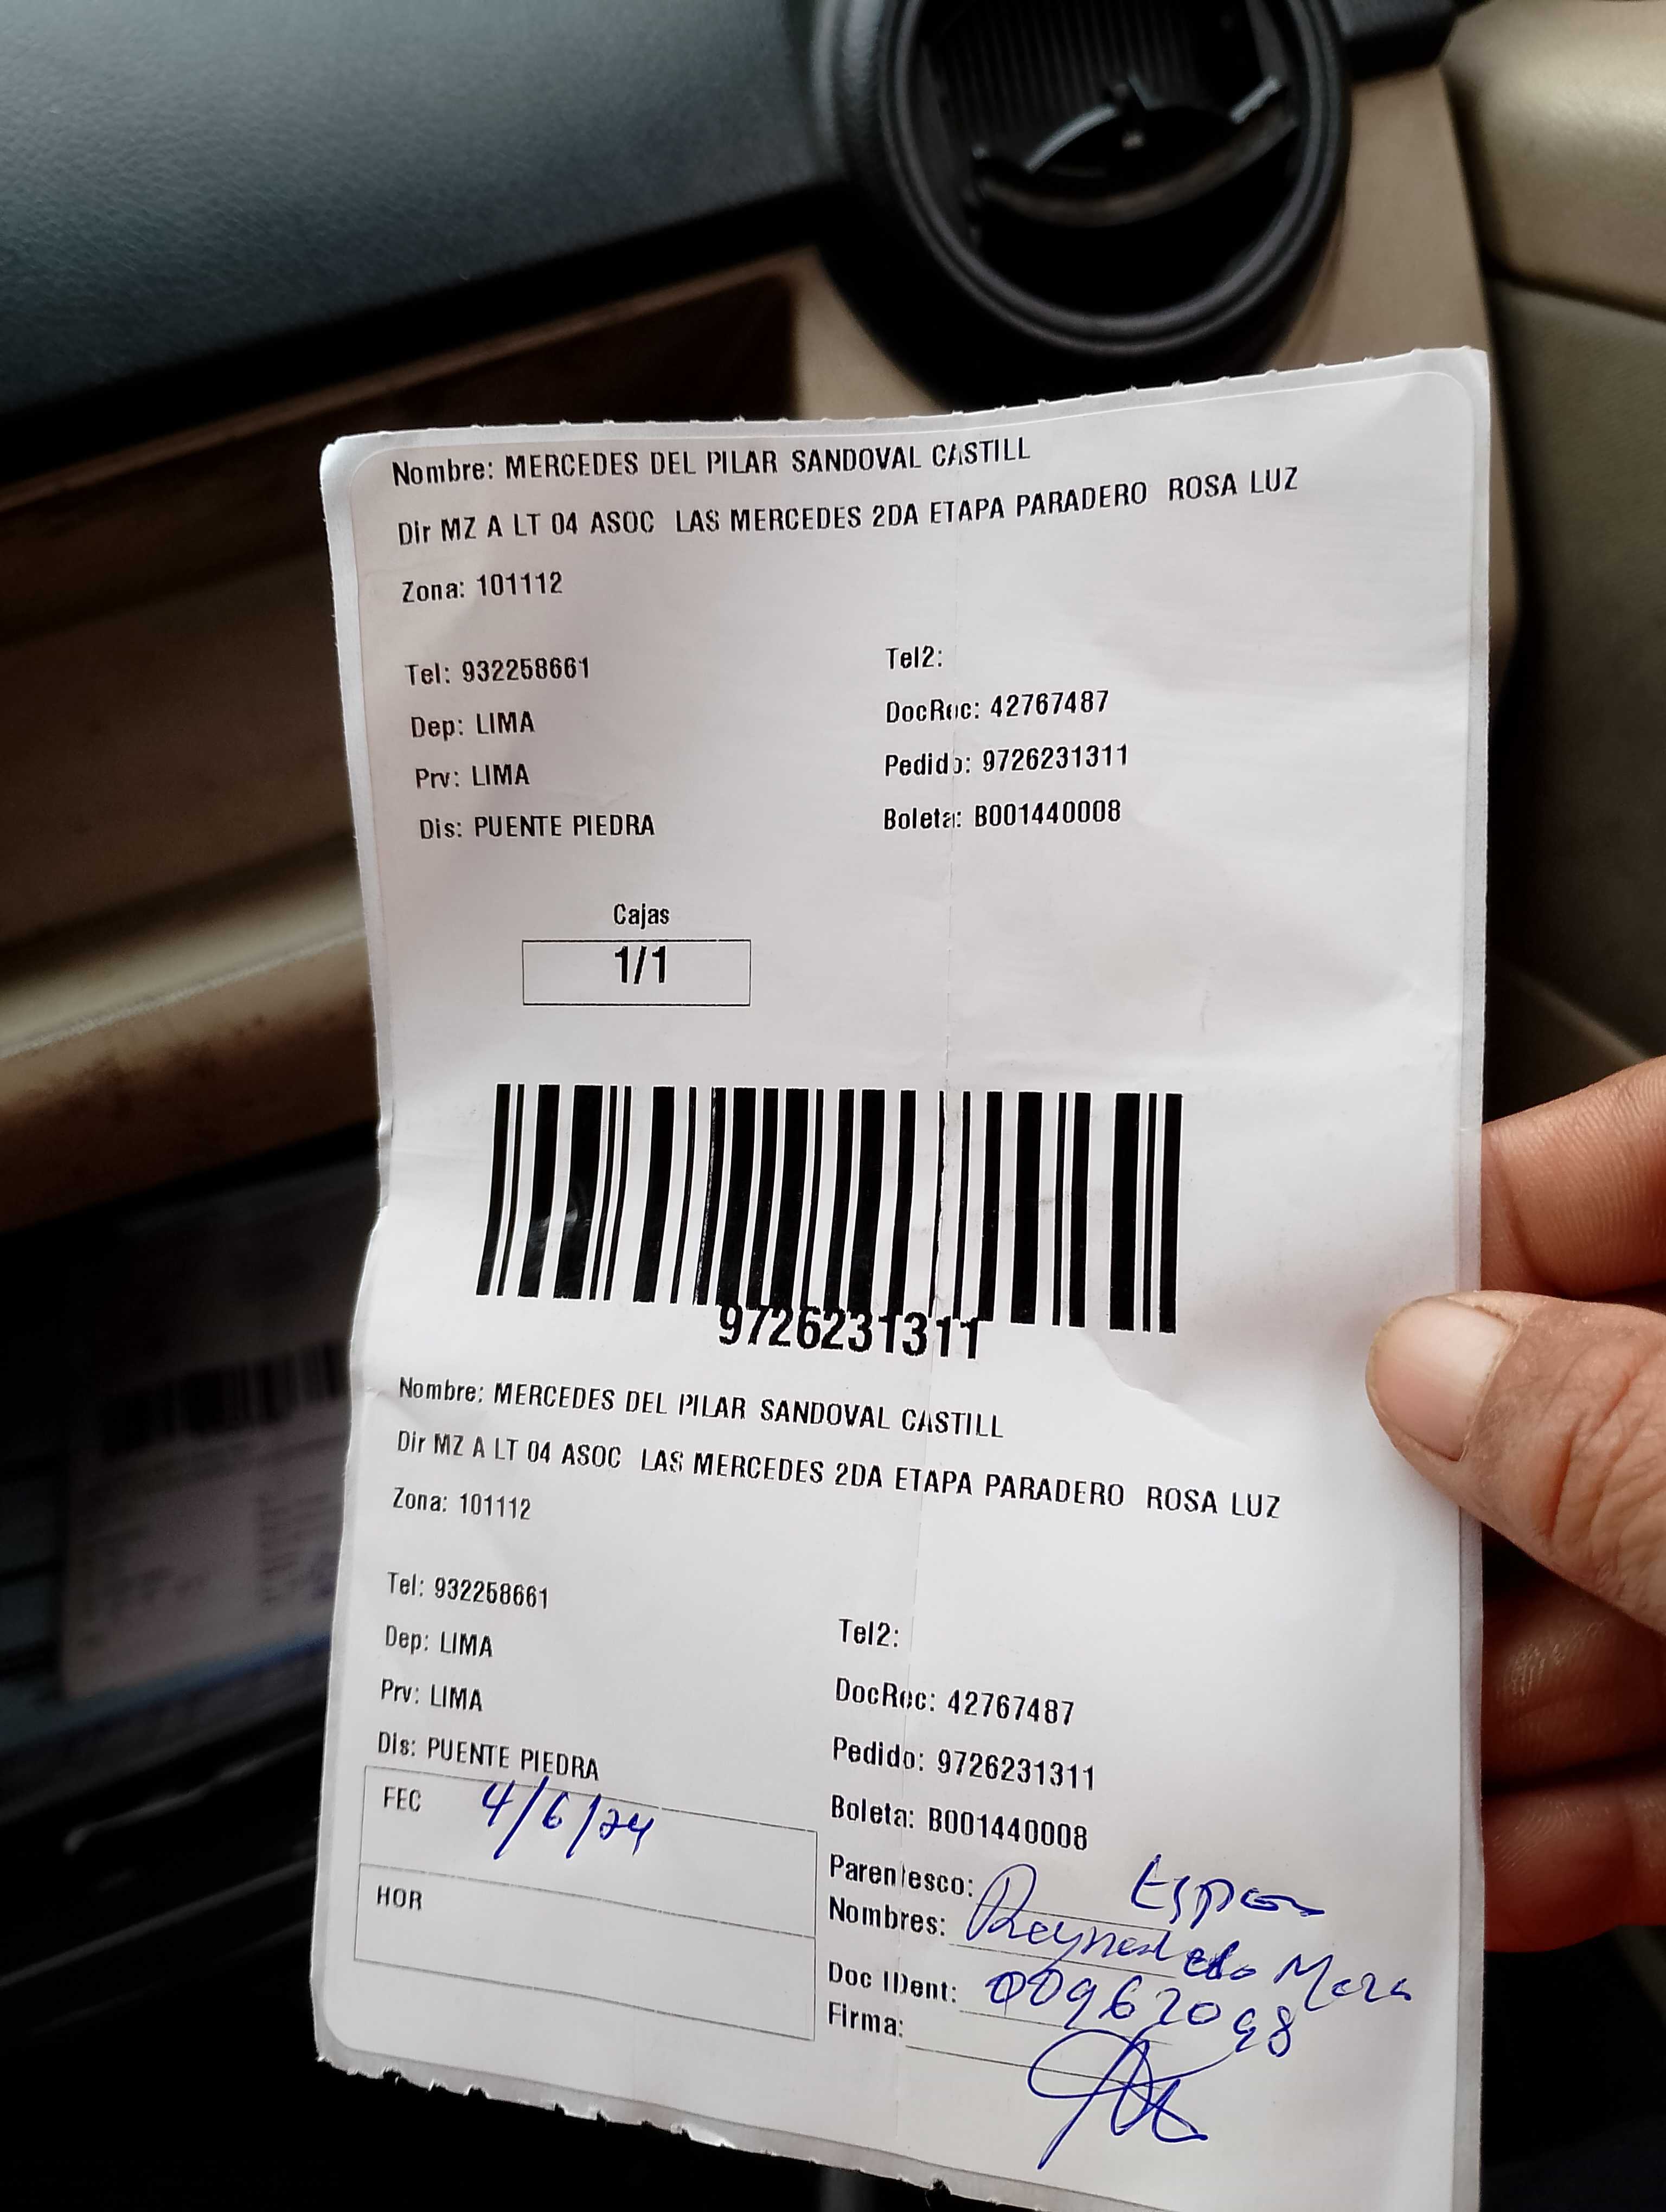 Nombre: MERCEDES DEL PILAR SANDOVAL CASTILL
Dir MZ A LT 04 ASOC LAS MERCEDES 2DA ETAPA PARADERO ROSA LUZ
Zona: 101112
Tel: 932258661
Tel2:
Dep: LIMA
DocRec: 42767487
Prv: LIMA
Pedido: 9726231311
Dis: PUENTE PIEDRA
Boleta: B001440008
Cajas
1/1
9726231311
Nombre: MERCEDES DEL PILAR SANDOVAL CASTILL
Dir MZ A LT 04 ASOC LAS MERCEDES 2DA ETAPA PARADERO ROSA LUZ
Zona: 101112
Tel: 932258661
Tel2:
Dep: LIMA
DocRec: 42767487
Prv: LIMA
Pedido: 9726231311
Dis: PUENTE PIEDRA
Boleta: B001440008
FEC 4/6/24
Parentesco:
HOR
Nombres:
Doc IDent: 00962098
Firma: